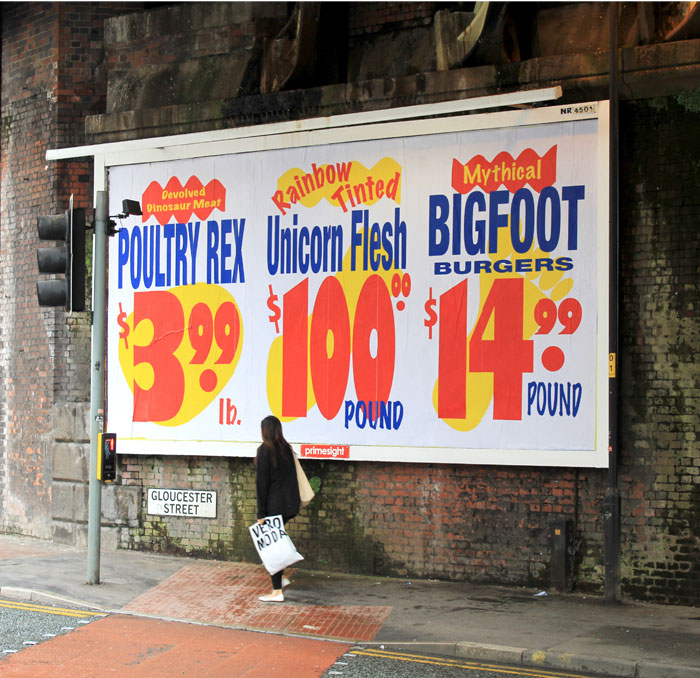 NR 4501
Devolved
Dinosaur Meat
POULTRY REX
$3.99
lb.
Rainbow
Tinted
Unicorn Flesh
$100.00
POUND
Mythical
BIGFOOT
BURGERS
$14.99
POUND
primesight
GLOUCESTER
STREET
VERO
MODA